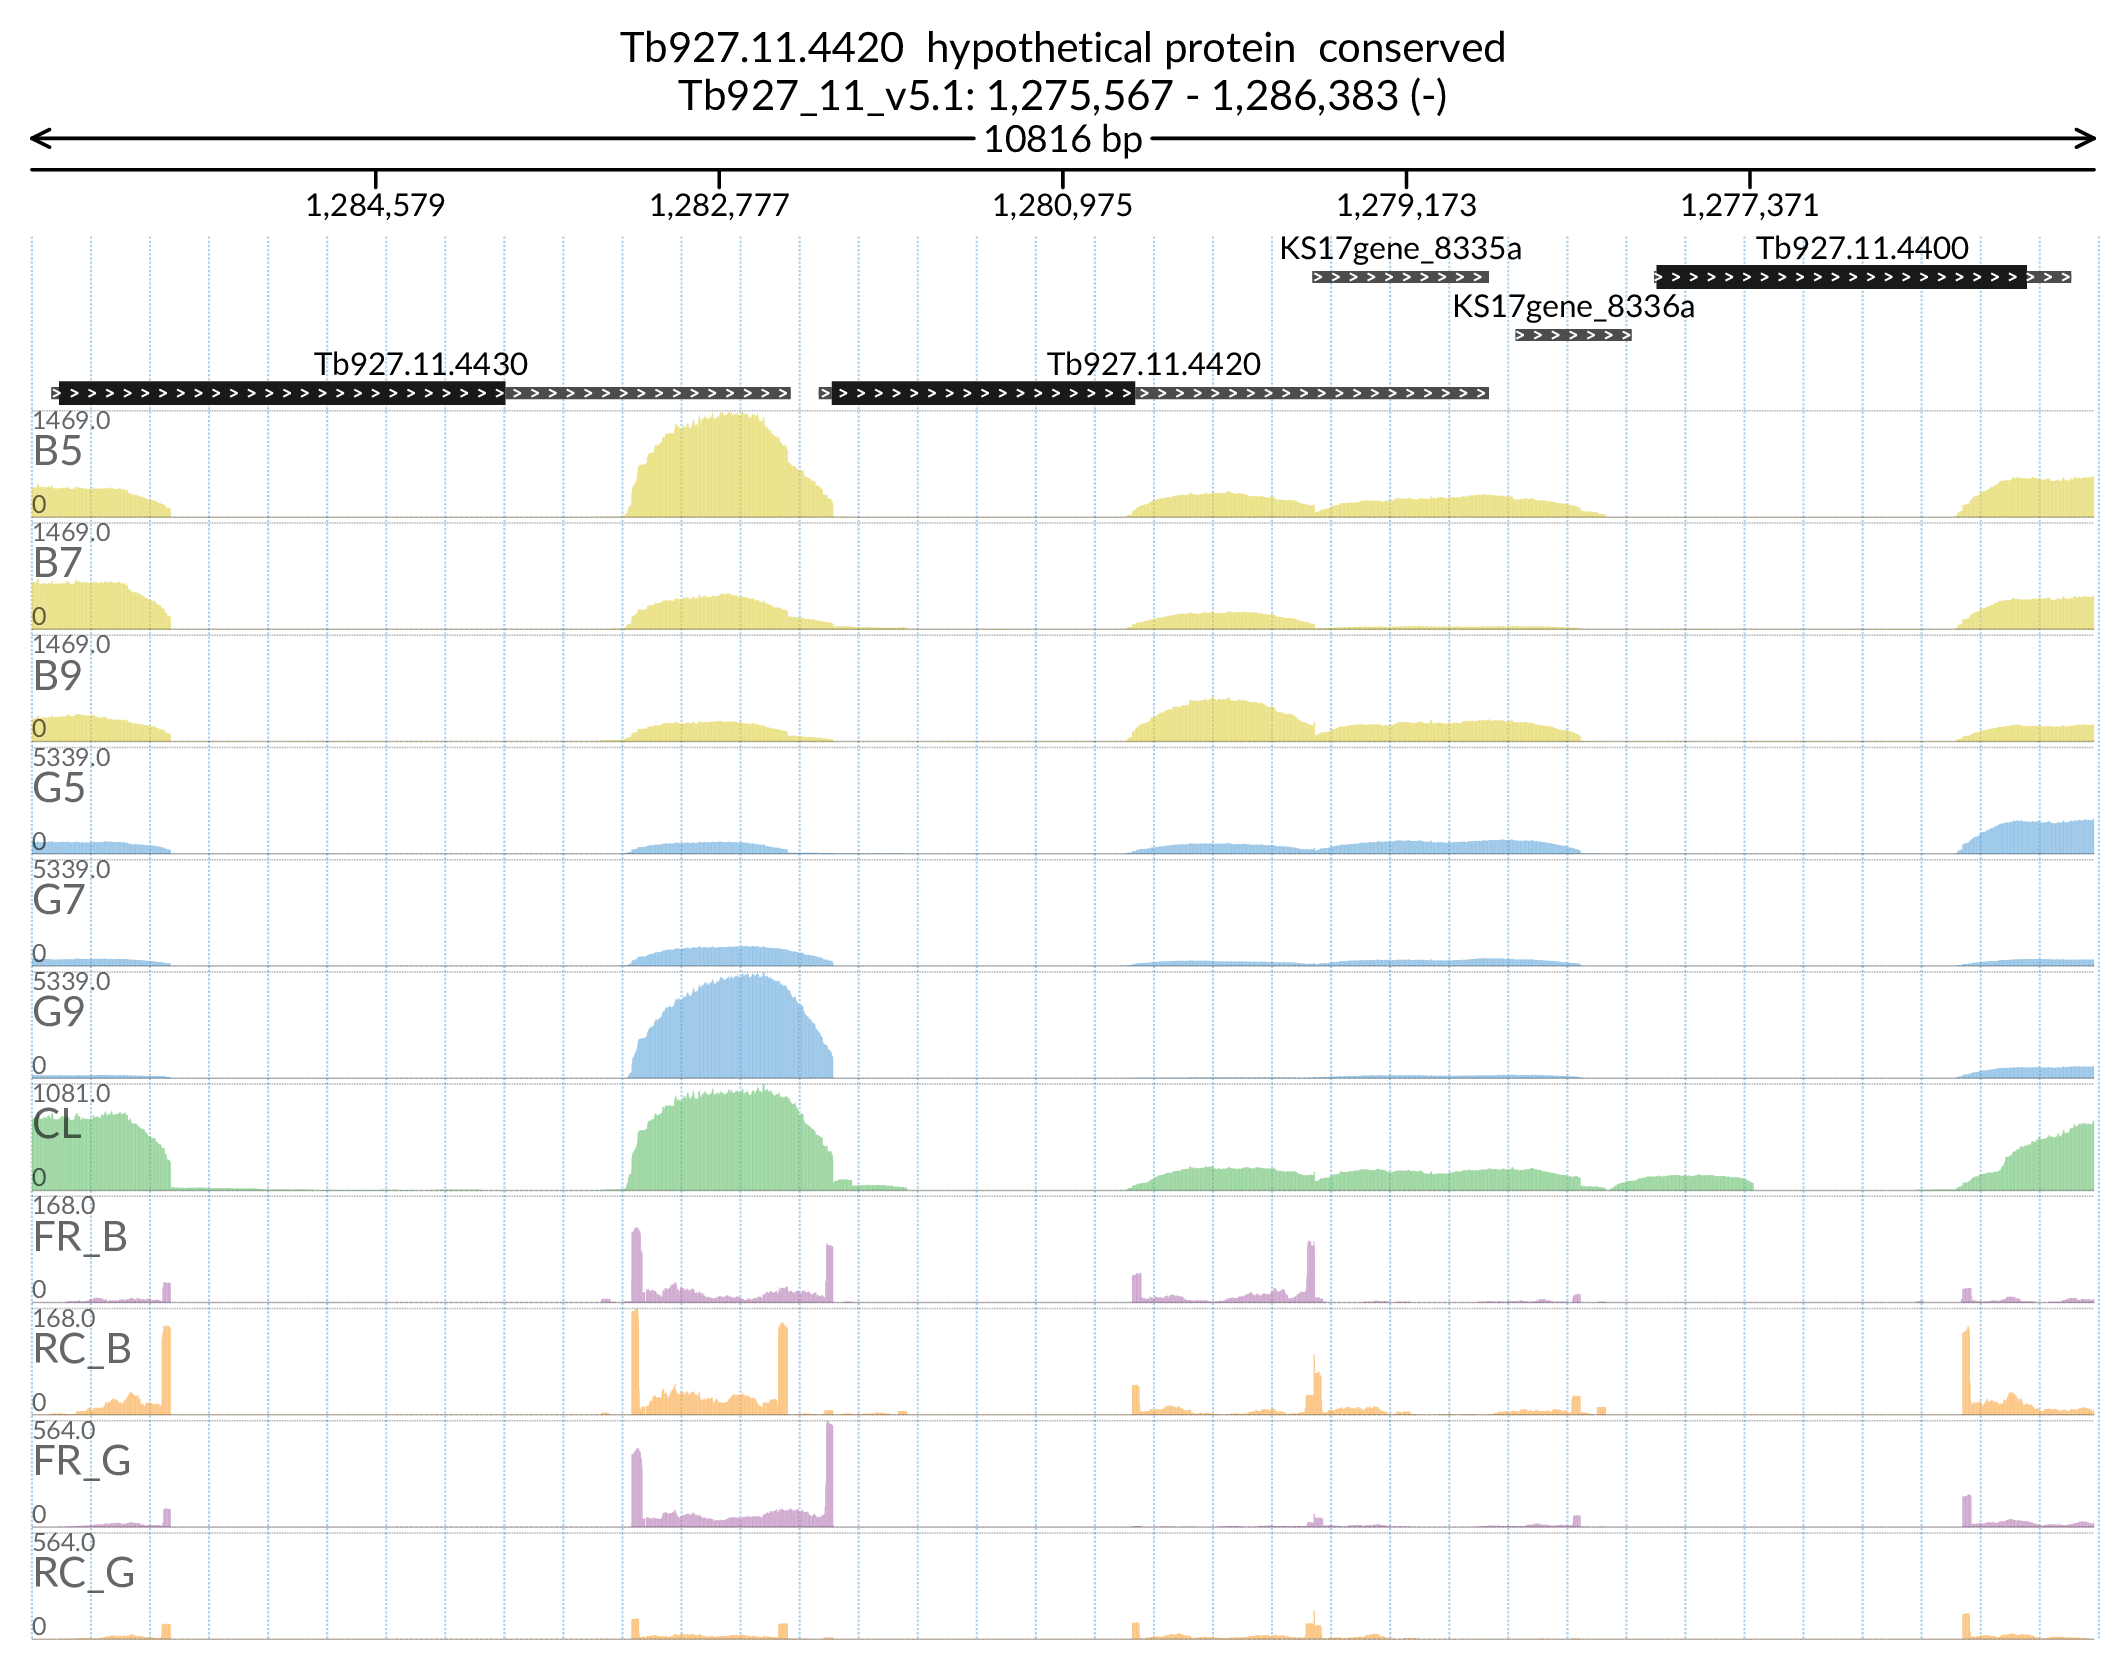 Tb927.11.4420  hypothetical protein  conserved
Tb927_11_v5.1: 1,275,567 - 1,286,383 (-)
10816 bp
1,284,579 1,282,777 1,280,975 1,279,173 1,277,371
KS17gene_8335a Tb927.11.4400
KS17gene_8336a
Tb927.11.4430 Tb927.11.4420
1469.0
B5
0
1469.0
B7
0
1469.0
B9
0
5339.0
G5
0
5339.0
G7
0
5339.0
G9
0
1081.0
CL
0
168.0
FR_B
0
168.0
RC_B
0
564.0
FR_G
0
564.0
RC_G
0